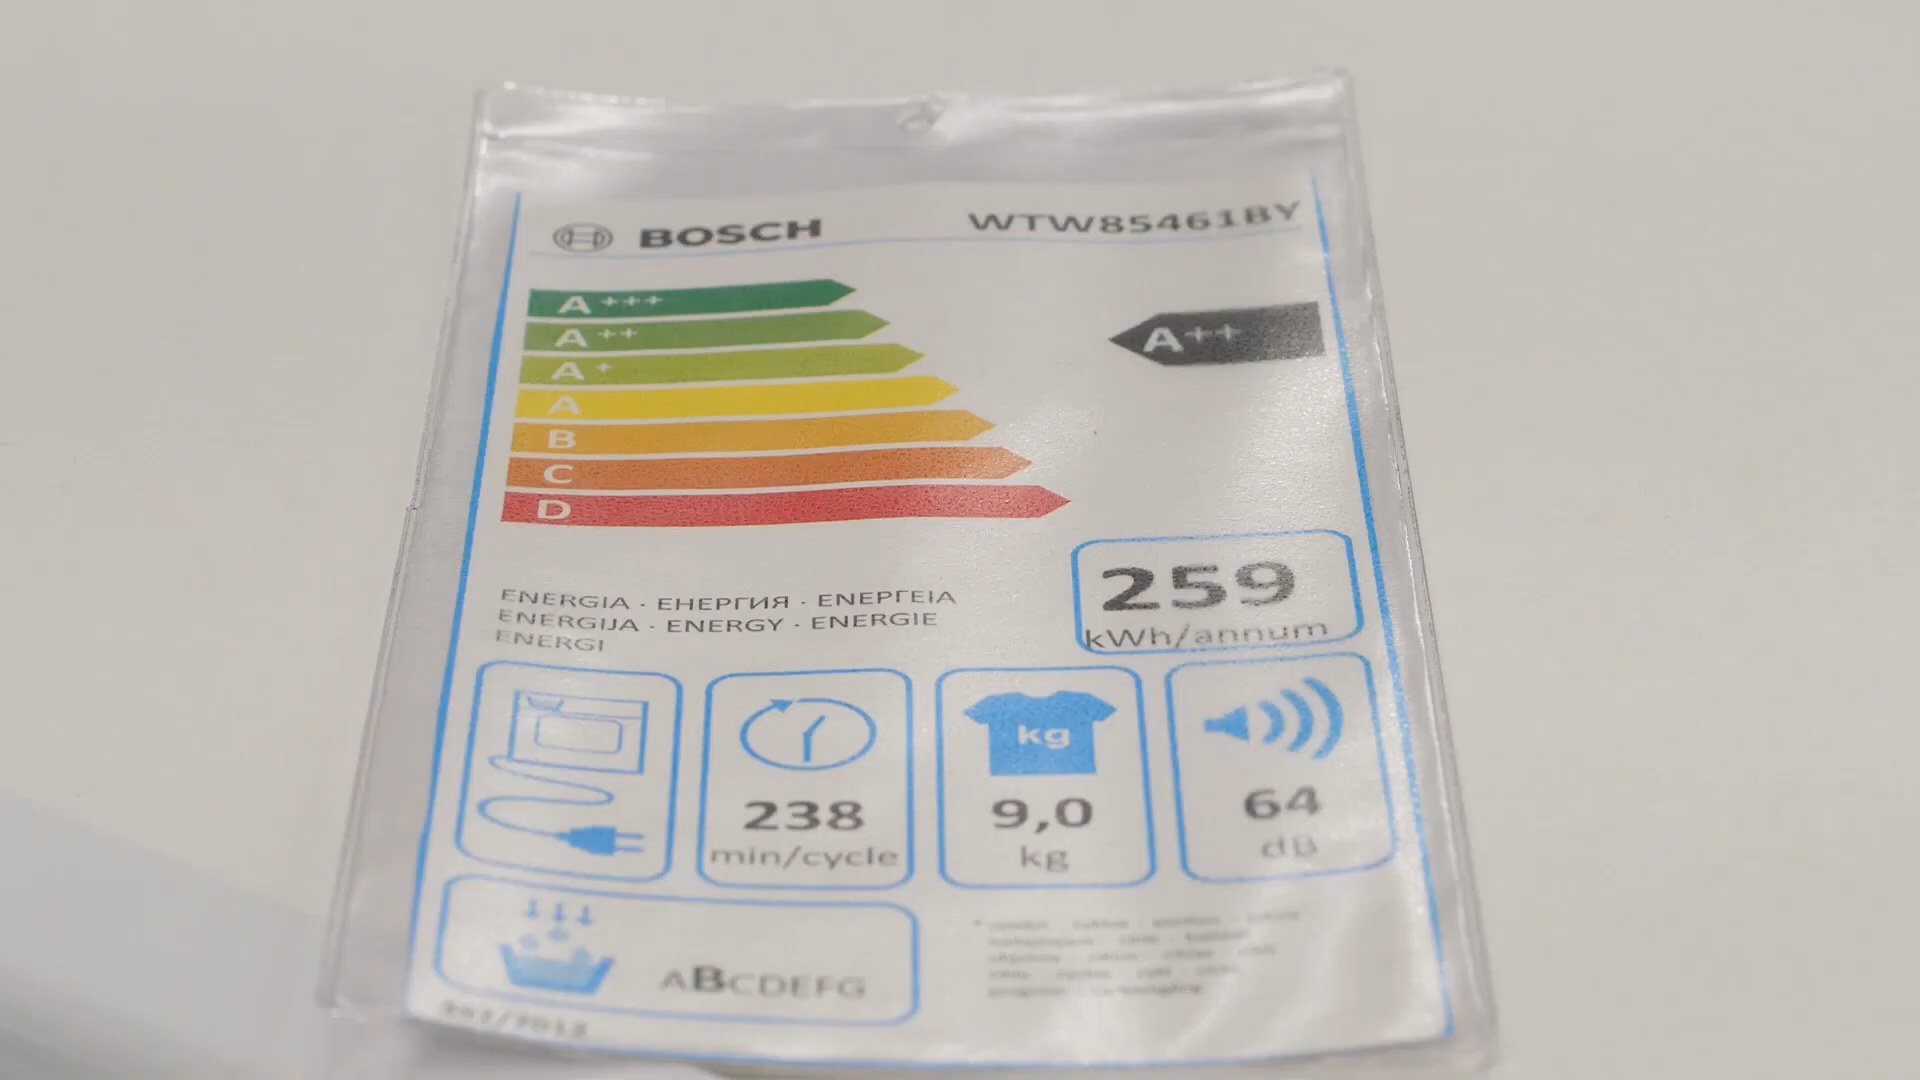 BOSCH WTW85461BY
A+++
A++
A++
A+
A
B
C
D
ENERGIA · ЕНЕРГИЯ · ΕΝΕΡΓΕΙΑ
ENERGIJA · ENERGY · ENERGIE
ENERGI
259
kWh/annum
kg
238
min/cycle
9,0
kg
64
dB
ABCDEFG